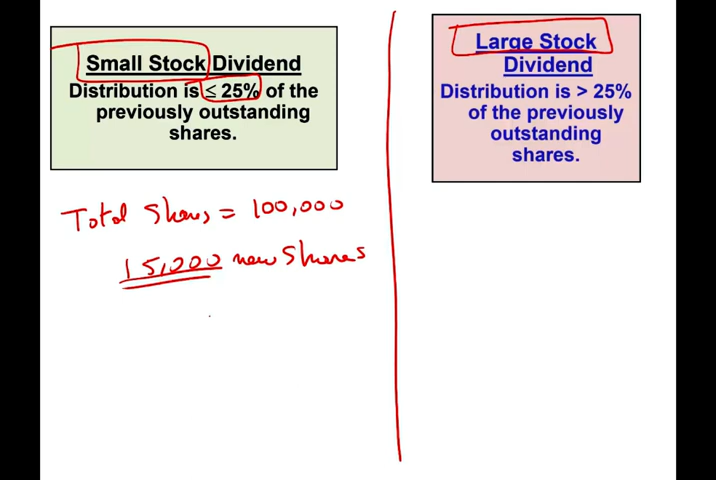 Small Stock Dividend
Distribution is ≤ 25% of the
previously outstanding
shares.
Total Shares = 100,000
15,000 new Shares
Large Stock
Dividend
Distribution is > 25%
of the previously
outstanding
shares.